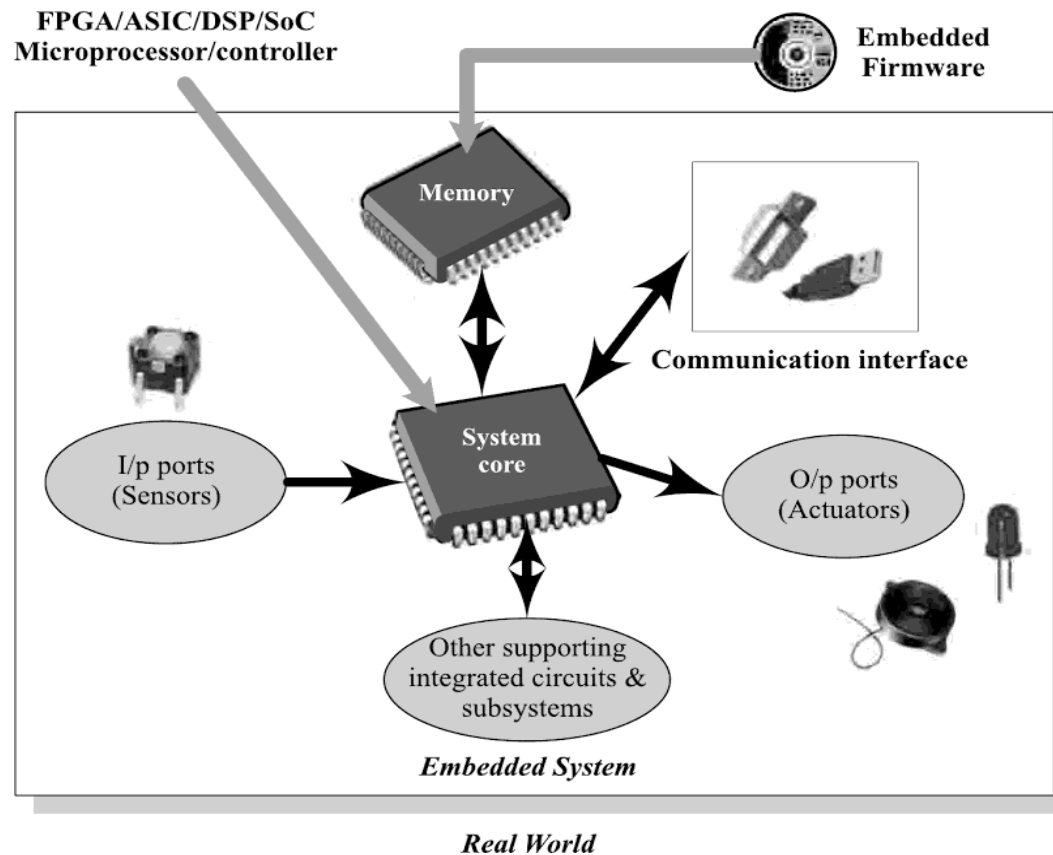 FPGA/ASIC/DSP/SoC
Microprocessor/controller
Embedded
Firmware
Memory
Communication interface
System
core
I/p ports
(Sensors)
O/p ports
(Actuators)
Other supporting
integrated circuits &
subsystems
Embedded System
Real World